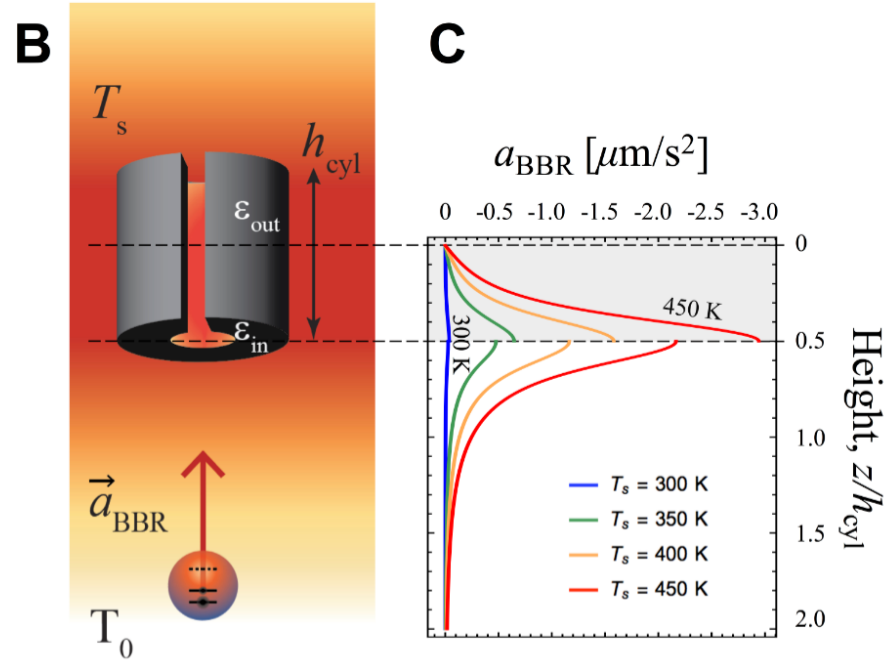 B
T_s
h_cyl
ε_out
ε_in
a⃗_BBR
T_0
C
a_BBR [μm/s²]
0 -0.5 -1.0 -1.5 -2.0 -2.5 -3.0
0
0.5
1.0
1.5
2.0
Height, z/h_cyl
450 K
300 K
T_s = 300 K
T_s = 350 K
T_s = 400 K
T_s = 450 K